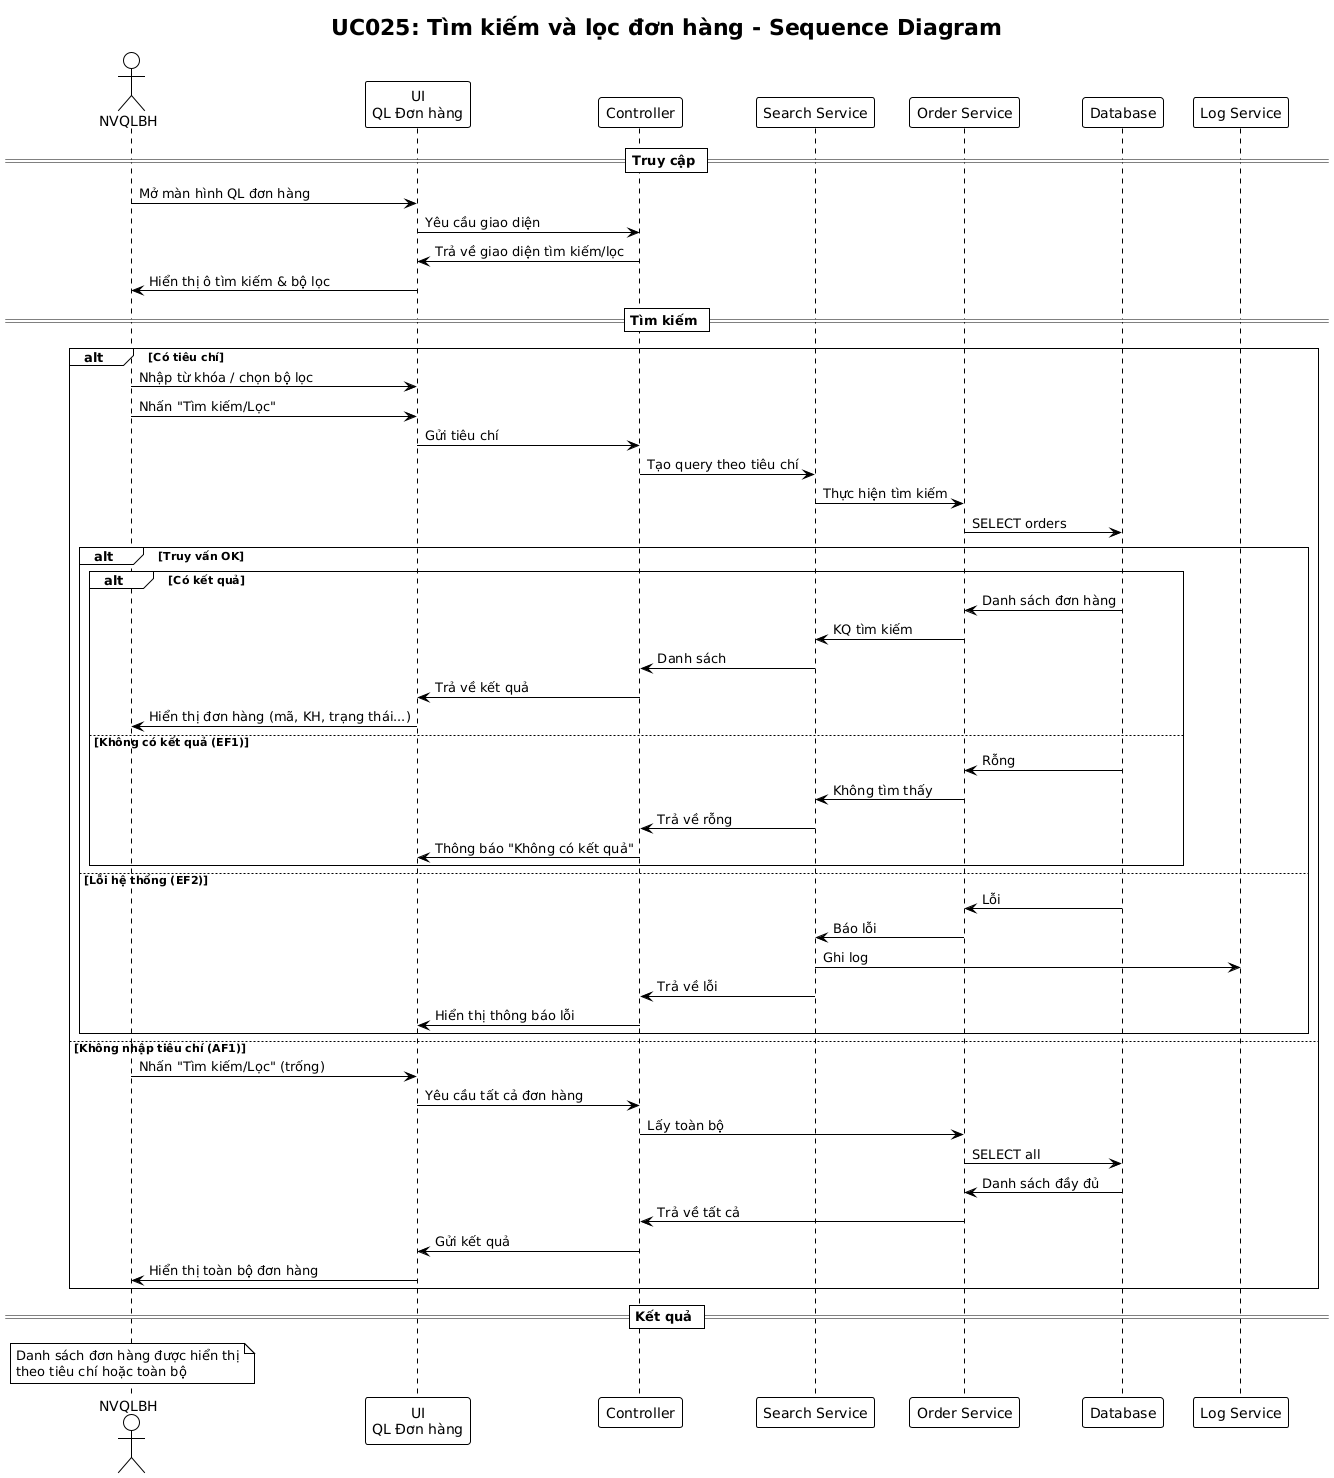 UC025: Tìm kiếm và lọc đơn hàng - Sequence Diagram
NVQLBH
UI
QL Đơn hàng
Controller
Search Service
Order Service
Database
Log Service
Truy cập
Mở màn hình QL đơn hàng
Yêu cầu giao diện
Trả về giao diện tìm kiếm/lọc
Hiển thị ô tìm kiếm & bộ lọc
Tìm kiếm
alt [Có tiêu chí]
Nhập từ khóa / chọn bộ lọc
Nhấn "Tìm kiếm/Lọc"
Gửi tiêu chí
Tạo query theo tiêu chí
Thực hiện tìm kiếm
SELECT orders
alt [Truy vấn OK]
alt [Có kết quả]
Danh sách đơn hàng
KQ tìm kiếm
Danh sách
Trả về kết quả
Hiển thị đơn hàng (mã, KH, trạng thái...)
[Không có kết quả (EF1)]
Rỗng
Không tìm thấy
Trả về rỗng
Thông báo "Không có kết quả"
[Lỗi hệ thống (EF2)]
Lỗi
Báo lỗi
Ghi log
Trả về lỗi
Hiển thị thông báo lỗi
[Không nhập tiêu chí (AF1)]
Nhấn "Tìm kiếm/Lọc" (trống)
Yêu cầu tất cả đơn hàng
Lấy toàn bộ
SELECT all
Danh sách đầy đủ
Trả về tất cả
Gửi kết quả
Hiển thị toàn bộ đơn hàng
Kết quả
Danh sách đơn hàng được hiển thị
theo tiêu chí hoặc toàn bộ
NVQLBH
UI
QL Đơn hàng
Controller
Search Service
Order Service
Database
Log Service